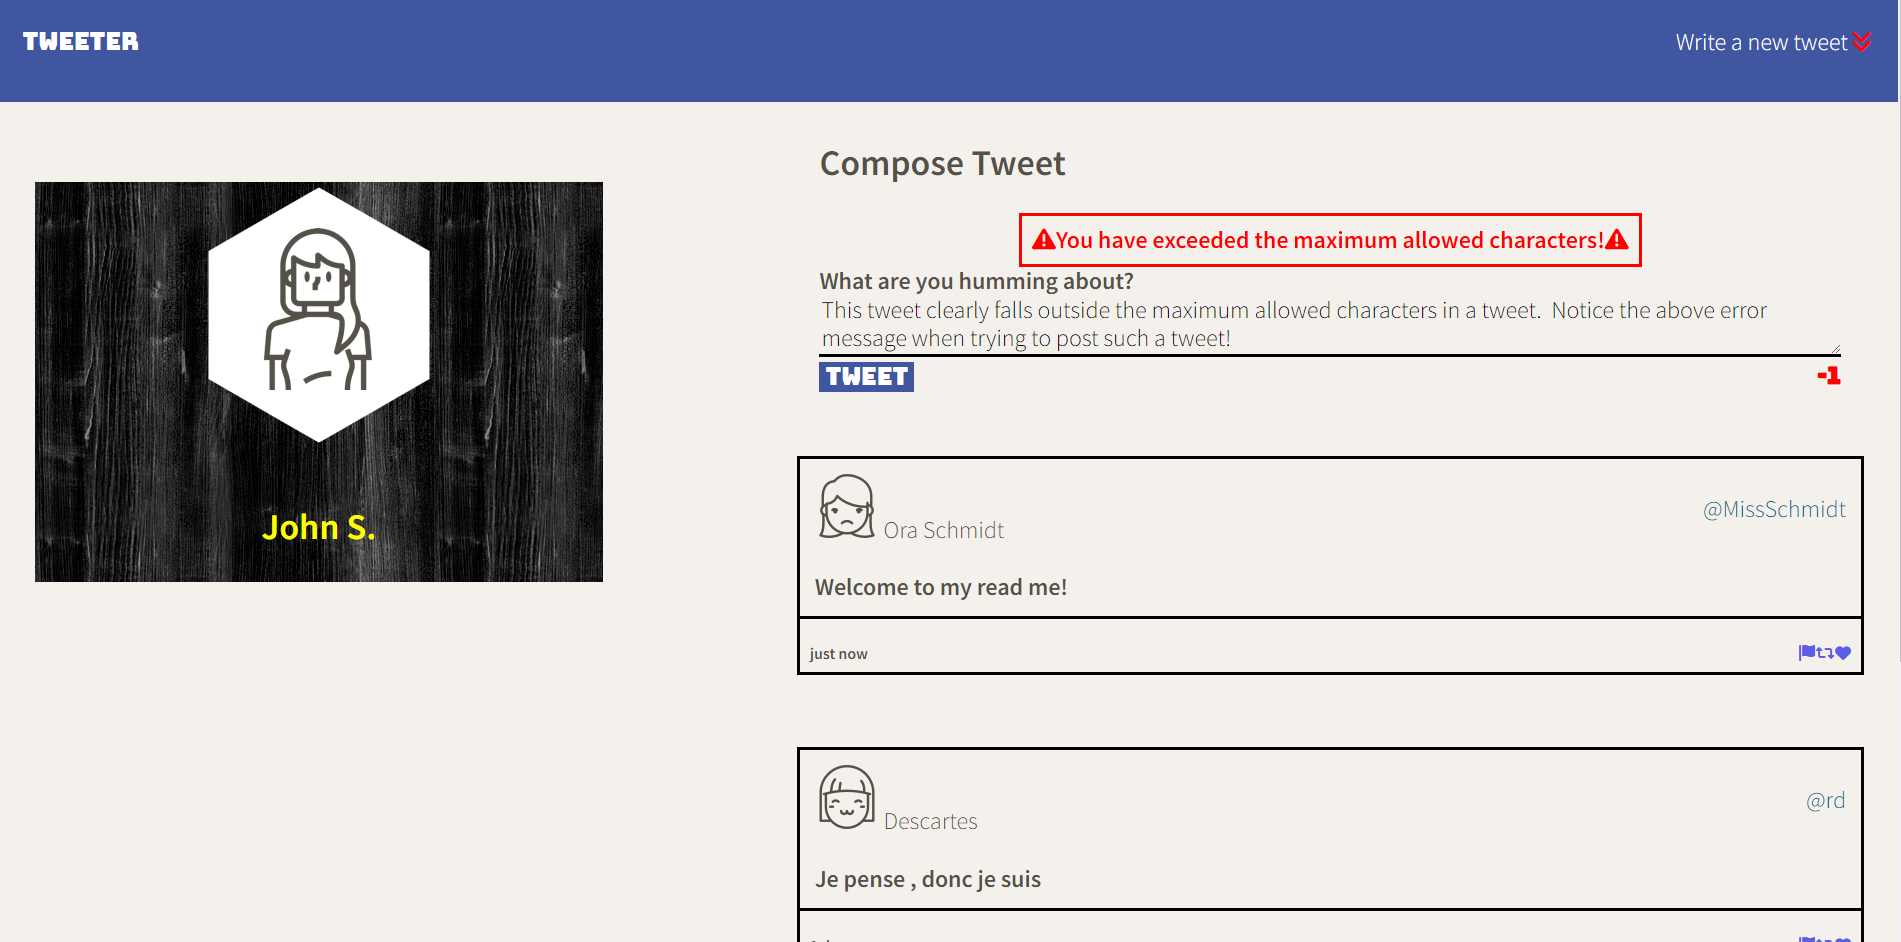 TWEETER
Write a new tweet
John S.
Compose Tweet
You have exceeded the maximum allowed characters!
What are you humming about?
This tweet clearly falls outside the maximum allowed characters in a tweet.  Notice the above error
message when trying to post such a tweet!
TWEET
-1
Ora Schmidt
@MissSchmidt
Welcome to my read me!
just now
Descartes
@rd
Je pense , donc je suis